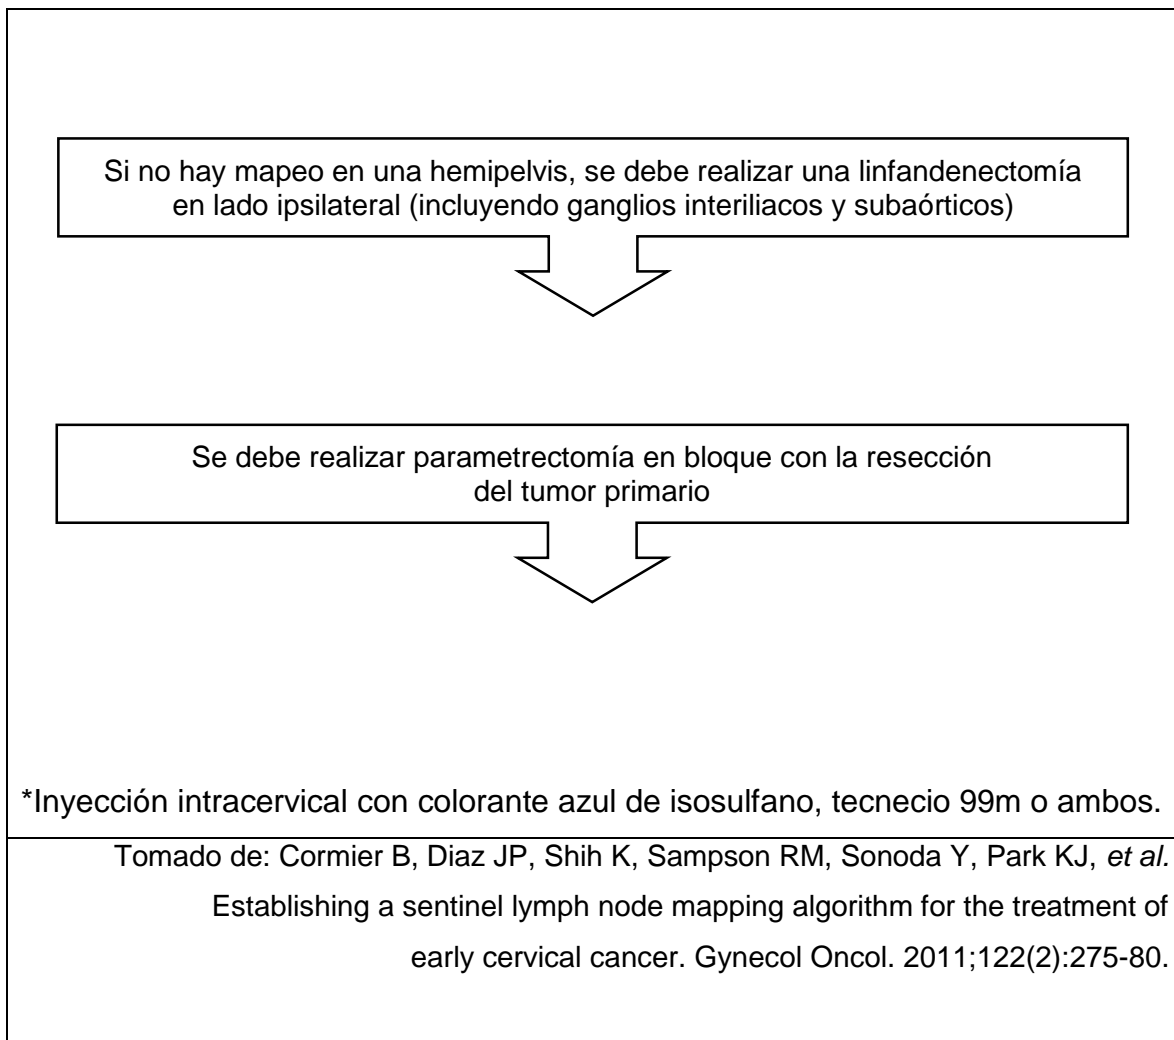 Si no hay mapeo en una hemipelvis, se debe realizar una linfandenectomía
en lado ipsilateral (incluyendo ganglios interiliacos y subaórticos)
Se debe realizar parametrectomía en bloque con la resección
del tumor primario
*Inyección intracervical con colorante azul de isosulfano, tecnecio 99m o ambos.
Tomado de: Cormier B, Diaz JP, Shih K, Sampson RM, Sonoda Y, Park KJ, et al.
Establishing a sentinel lymph node mapping algorithm for the treatment of
early cervical cancer. Gynecol Oncol. 2011;122(2):275-80.